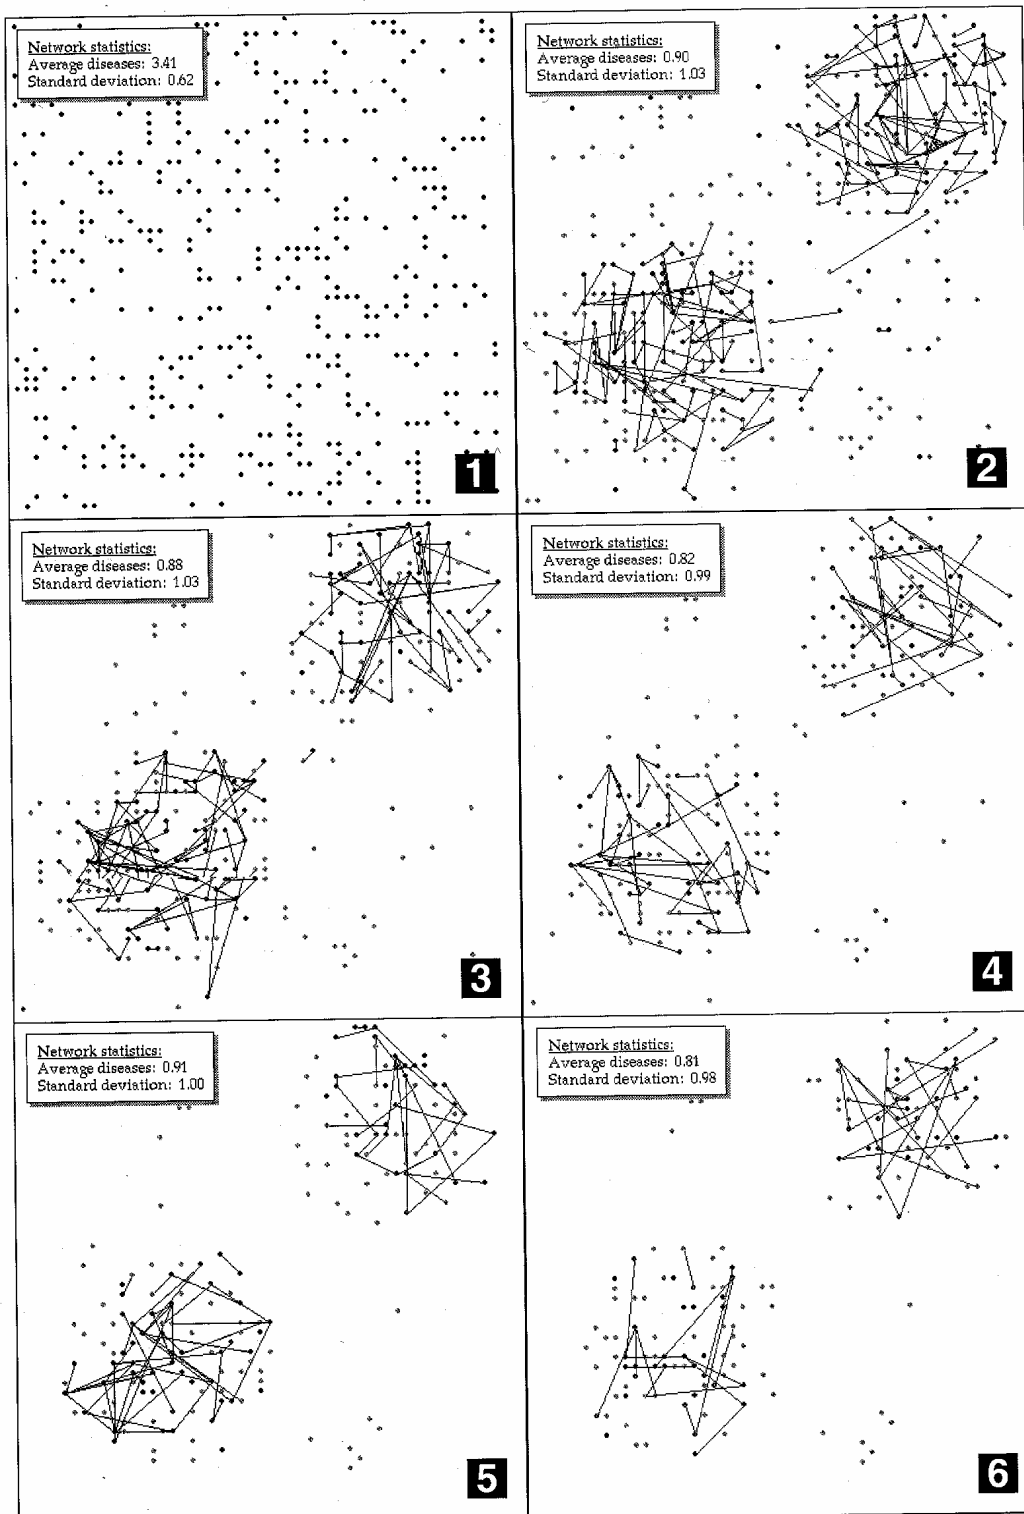 Network statistics:
Average diseases: 3.41
Standard deviation: 0.62
1
Network statistics:
Average diseases: 0.90
Standard deviation: 1.03
2
Network statistics:
Average diseases: 0.88
Standard deviation: 1.03
3
Network statistics:
Average diseases: 0.82
Standard deviation: 0.99
4
Network statistics:
Average diseases: 0.91
Standard deviation: 1.00
5
Network statistics:
Average diseases: 0.81
Standard deviation: 0.98
6